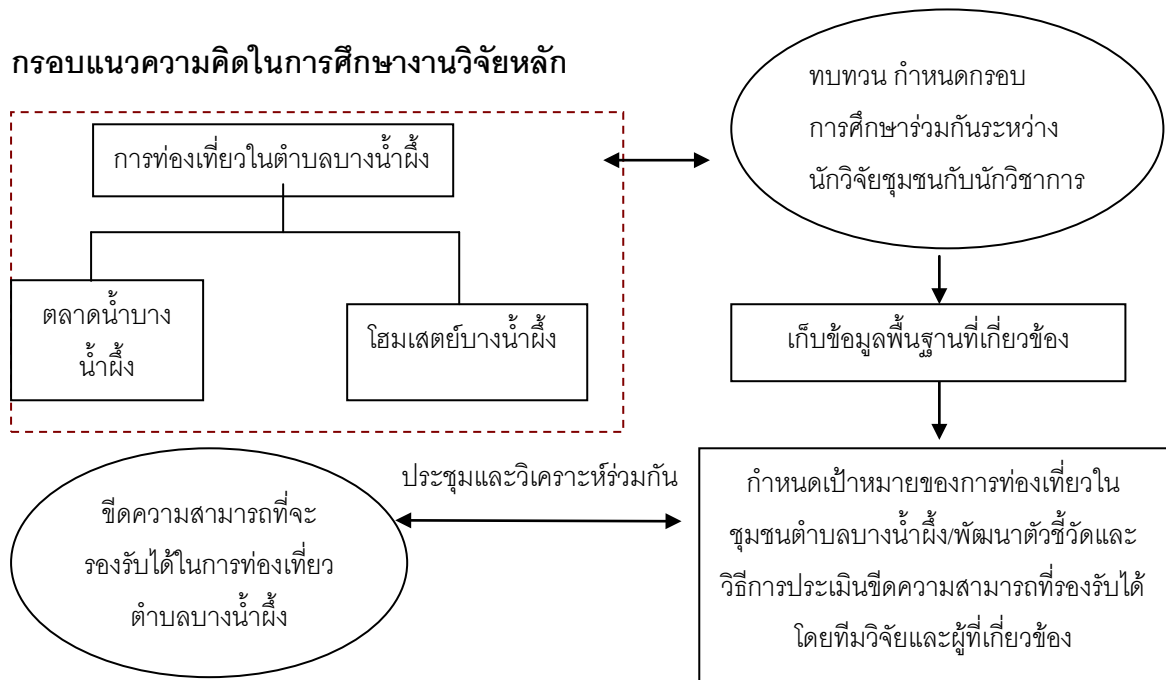 กรอบแนวความคิดในการศึกษางานวิจัยหลัก
การท่องเที่ยวในตำบลบางน้ำผึ้ง
ตลาดน้ำบาง
น้ำผึ้ง
โฮมเสตย์บางน้ำผึ้ง
ทบทวน กำหนดกรอบ
การศึกษาร่วมกันระหว่าง
นักวิจัยชุมชนกับนักวิชาการ
เก็บข้อมูลพื้นฐานที่เกี่ยวข้อง
กำหนดเป้าหมายของการท่องเที่ยวใน
ชุมชนตำบลบางน้ำผึ้ง/พัฒนาตัวชี้วัดและ
วิธีการประเมินขีดความสามารถที่รองรับได้
โดยทีมวิจัยและผู้ที่เกี่ยวข้อง
ประชุมและวิเคราะห์ร่วมกัน
ขีดความสามารถที่จะ
รองรับได้ในการท่องเที่ยว
ตำบลบางน้ำผึ้ง